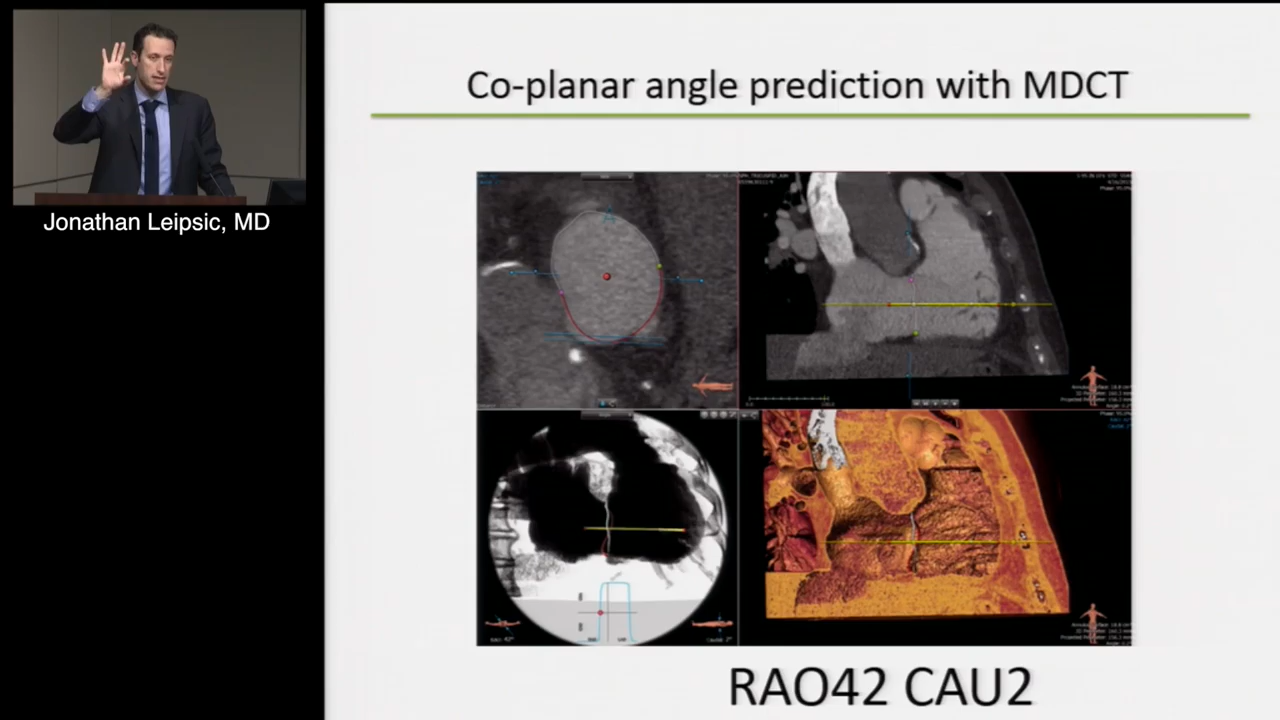 Jonathan Leipsic, MD
Co-planar angle prediction with MDCT
RAO42 CAU2